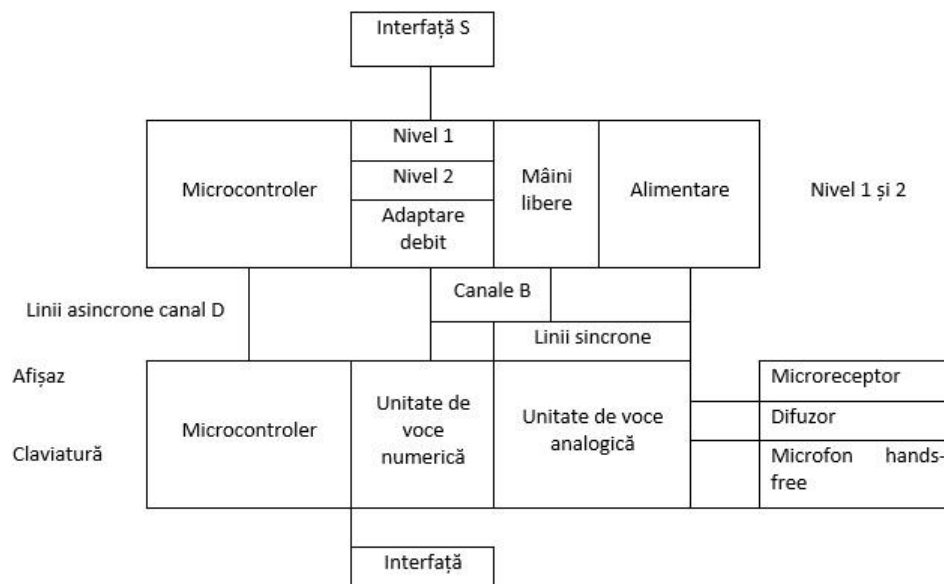 Interfață S
Microcontroler
Nivel 1
Nivel 2
Adaptare
debit
Mâini
libere
Alimentare
Nivel 1 și 2
Linii asincrone canal D
Canale B
Linii sincrone
Afișaz
Claviatură
Microcontroler
Unitate de
voce
numerică
Unitate de voce
analogică
Microreceptor
Difuzor
Microfon hands-
free
Interfață